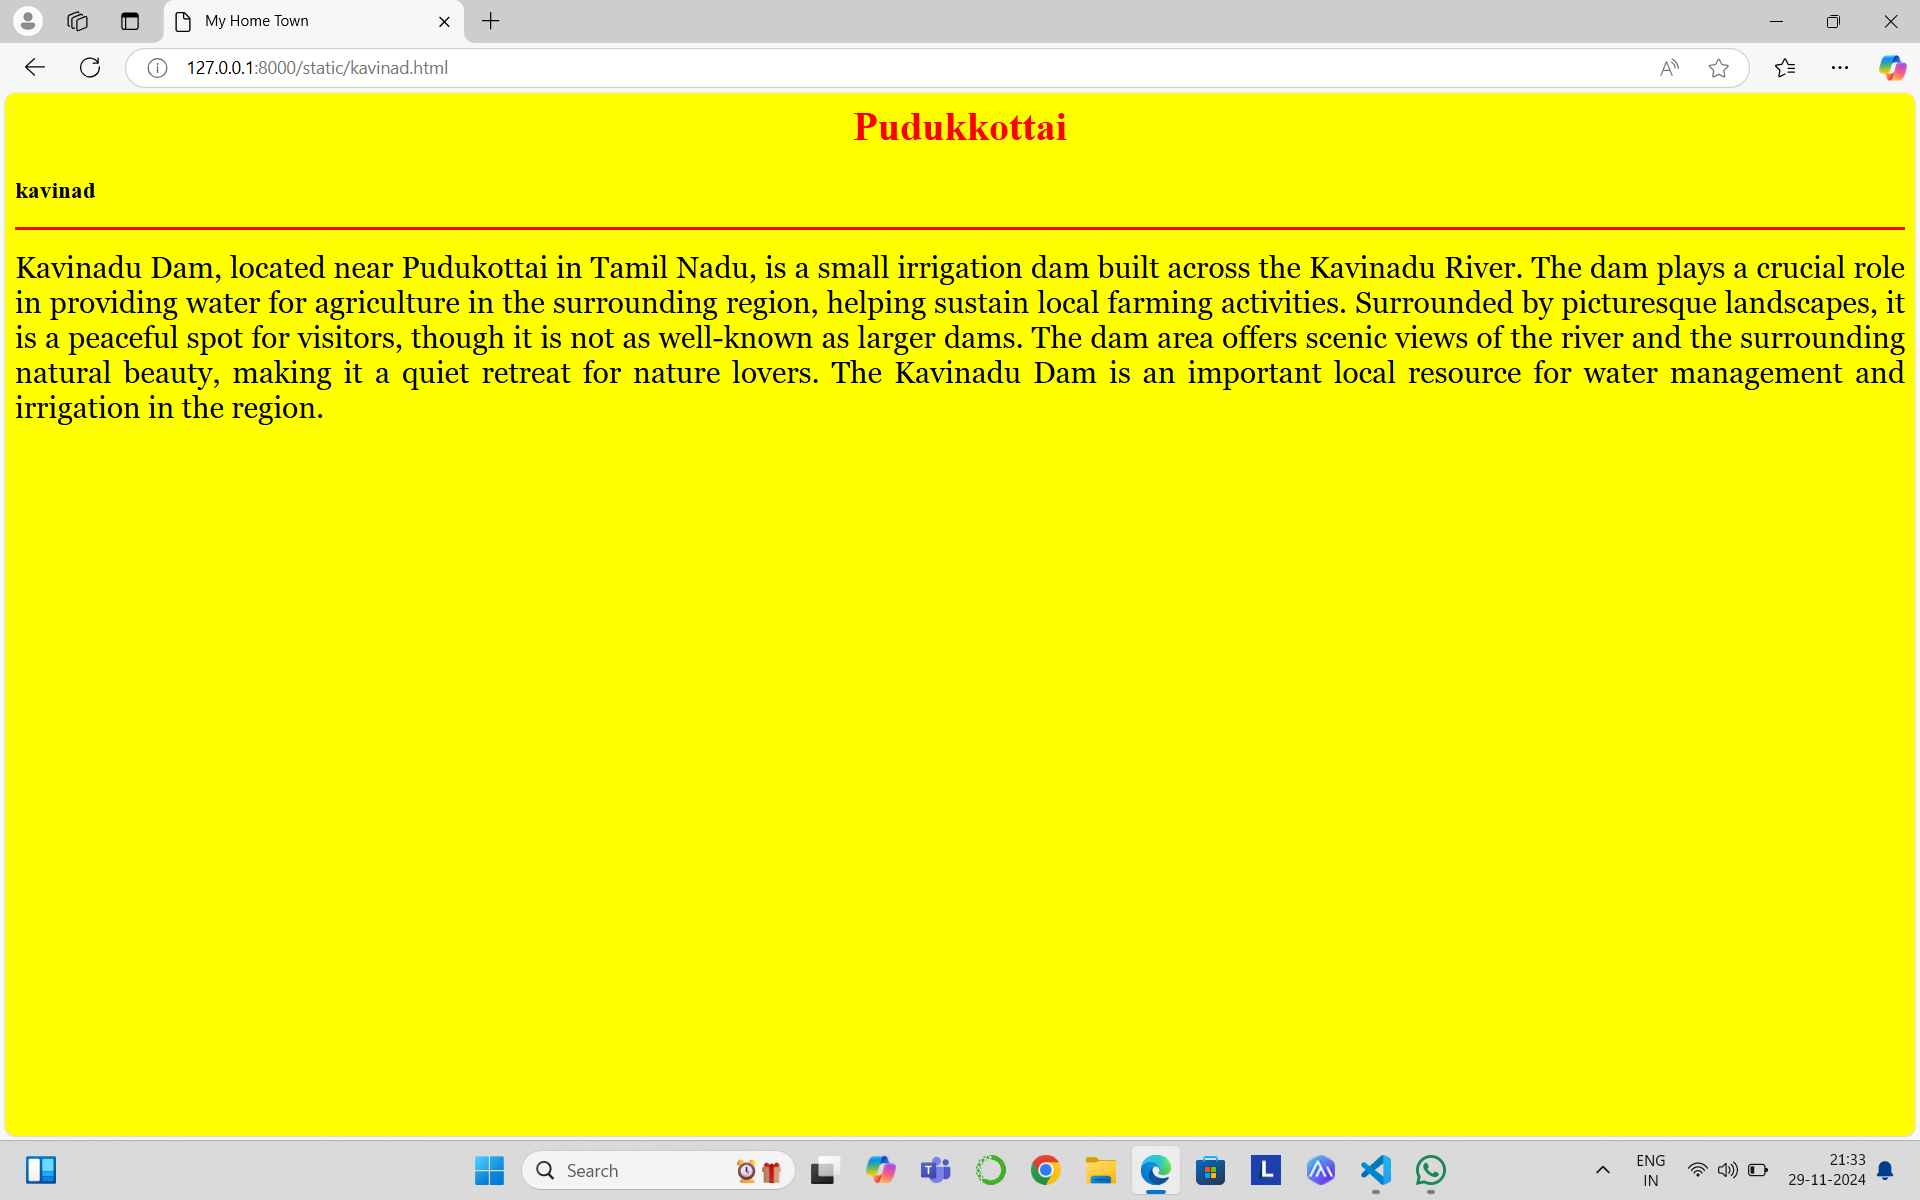 My Home Town
127.0.0.1:8000/static/kavinad.html
Pudukkottai
kavinad
Kavinadu Dam, located near Pudukottai in Tamil Nadu, is a small irrigation dam built across the Kavinadu River. The dam plays a crucial role
in providing water for agriculture in the surrounding region, helping sustain local farming activities. Surrounded by picturesque landscapes, it
is a peaceful spot for visitors, though it is not as well-known as larger dams. The dam area offers scenic views of the river and the surrounding
natural beauty, making it a quiet retreat for nature lovers. The Kavinadu Dam is an important local resource for water management and
irrigation in the region.
Search
L
ENG
IN
21:33
29-11-2024